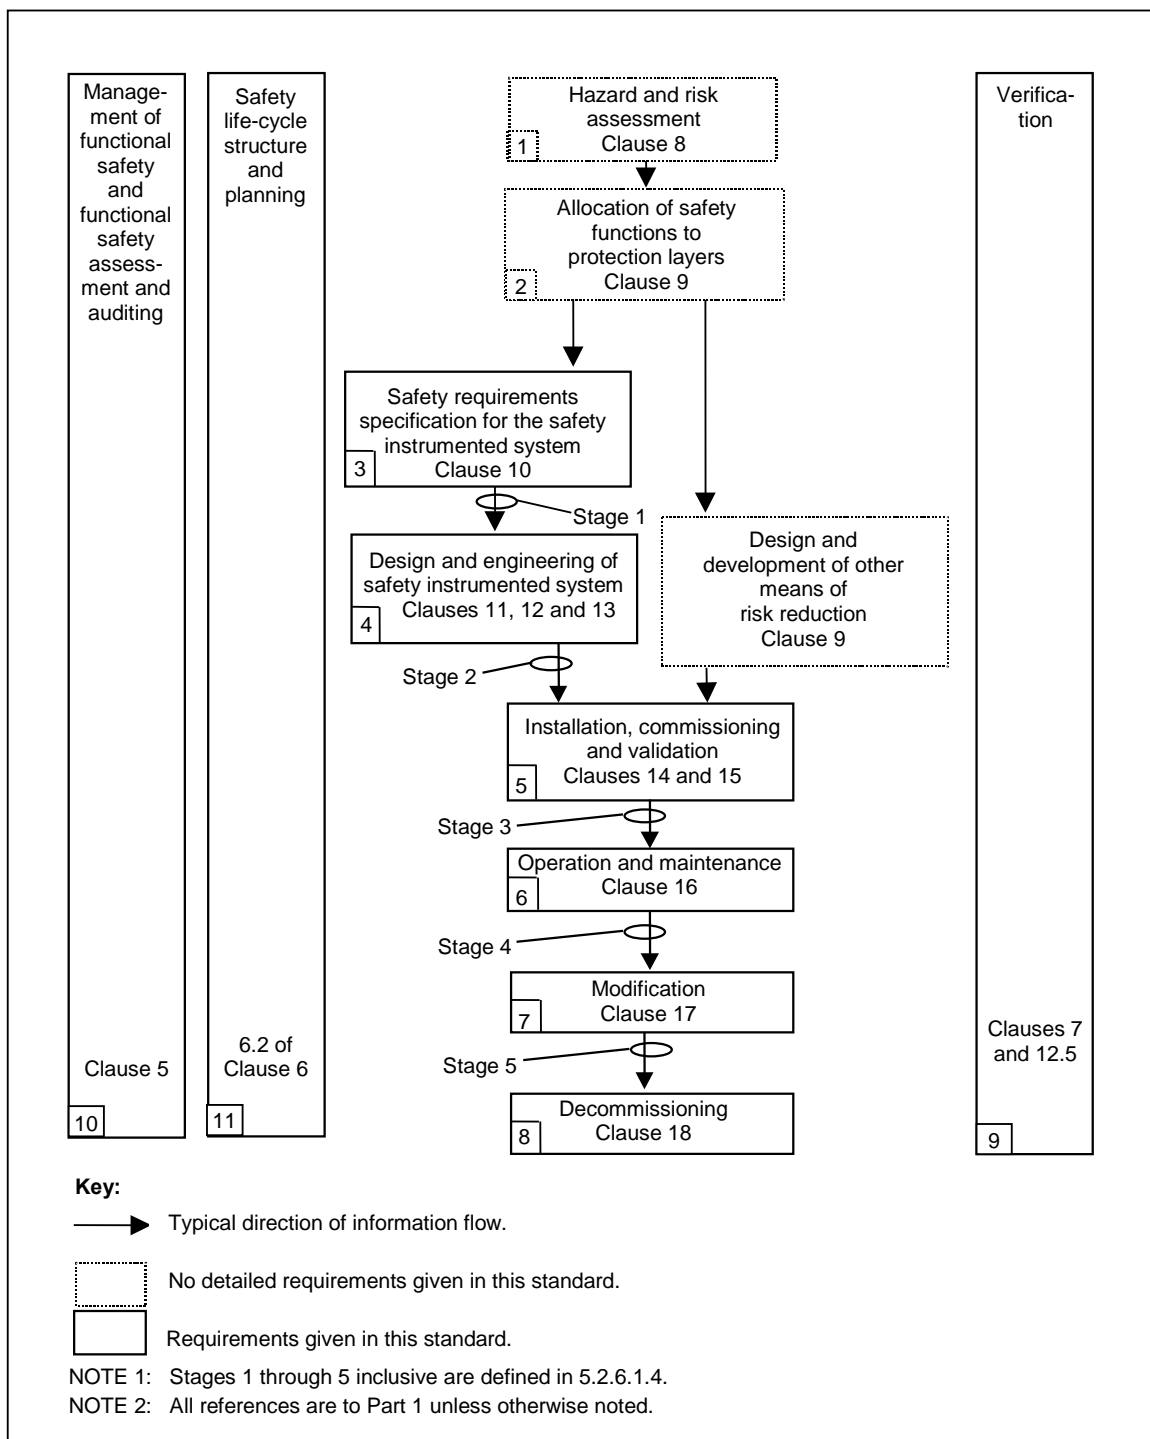 Manage-
ment of
functional
safety
and
functional
safety
assess-
ment and
auditing
Clause 5
10
Safety
life-cycle
structure
and
planning
6.2 of
Clause 6
11
Hazard and risk
assessment
Clause 8
1
Allocation of safety
functions to
protection layers
Clause 9
2
Safety requirements
specification for the safety
instrumented system
Clause 10
3
Stage 1
Design and engineering of
safety instrumented system
Clauses 11, 12 and 13
4
Design and
development of other
means of
risk reduction
Clause 9
Stage 2
Installation, commissioning
and validation
Clauses 14 and 15
5
Stage 3
Operation and maintenance
Clause 16
6
Stage 4
Modification
Clause 17
7
Stage 5
Decommissioning
Clause 18
8
Verifica-
tion
Clauses 7
and 12.5
9
Key:
Typical direction of information flow.
No detailed requirements given in this standard.
Requirements given in this standard.
NOTE 1: Stages 1 through 5 inclusive are defined in 5.2.6.1.4.
NOTE 2: All references are to Part 1 unless otherwise noted.